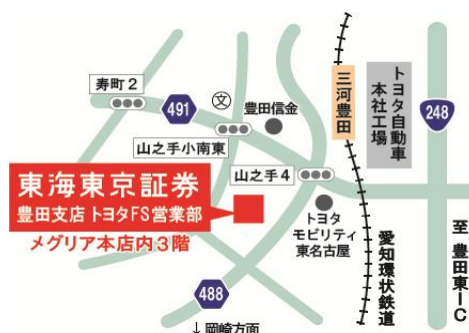 寿町2
491
文
豊田信金
山之手小南東
山之手4
三河豊田
トヨタ自動車
本社工場
248
東海東京証券
豊田支店 トヨタFS営業部
メグリア本店内3階
トヨタ
モビリティ
東名古屋
愛知環状鉄道
至 豊田東IC
488
↓岡崎方面